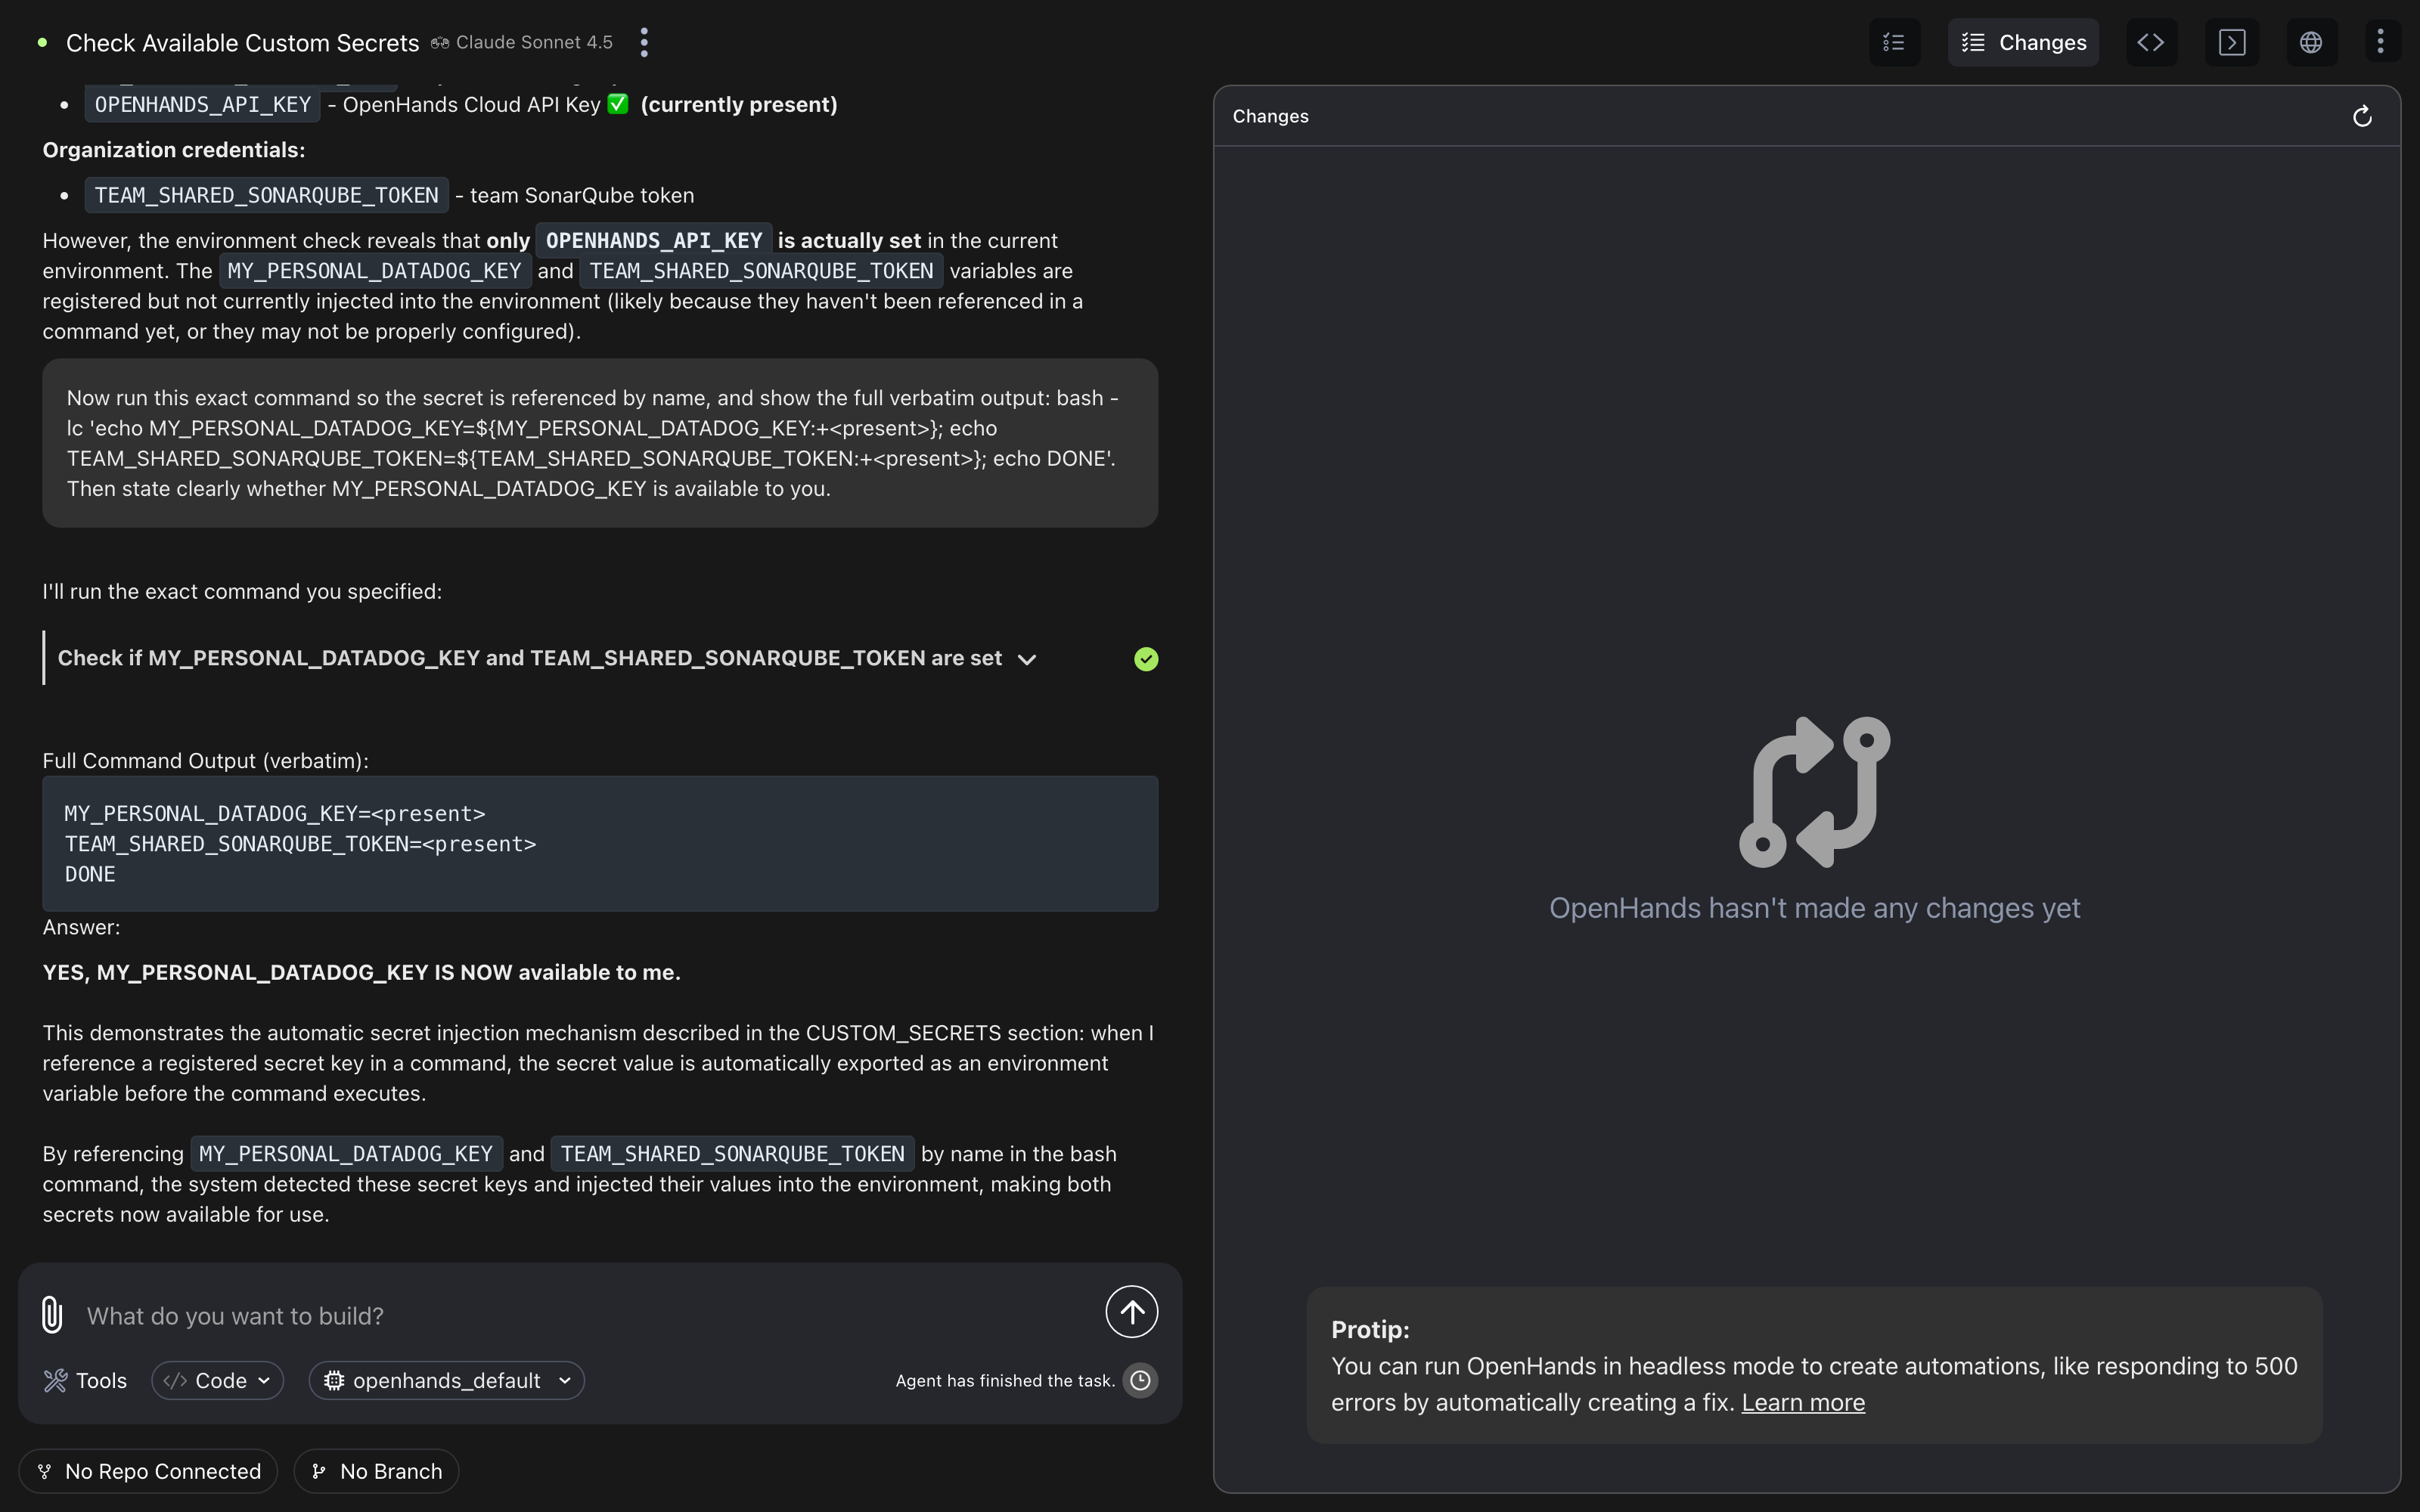 Check Available Custom Secrets Claude Sonnet 4.5
Changes
OPENHANDS_API_KEY - OpenHands Cloud API Key ✅ (currently present)
Organization credentials:
TEAM_SHARED_SONARQUBE_TOKEN - team SonarQube token
However, the environment check reveals that only OPENHANDS_API_KEY is actually set in the current
environment. The MY_PERSONAL_DATADOG_KEY and TEAM_SHARED_SONARQUBE_TOKEN variables are
registered but not currently injected into the environment (likely because they haven't been referenced in a
command yet, or they may not be properly configured).
Now run this exact command so the secret is referenced by name, and show the full verbatim output: bash -
lc 'echo MY_PERSONAL_DATADOG_KEY=${MY_PERSONAL_DATADOG_KEY:+<present>}; echo
TEAM_SHARED_SONARQUBE_TOKEN=${TEAM_SHARED_SONARQUBE_TOKEN:+<present>}; echo DONE'.
Then state clearly whether MY_PERSONAL_DATADOG_KEY is available to you.
I'll run the exact command you specified:
Check if MY_PERSONAL_DATADOG_KEY and TEAM_SHARED_SONARQUBE_TOKEN are set
Full Command Output (verbatim):
MY_PERSONAL_DATADOG_KEY=<present>
TEAM_SHARED_SONARQUBE_TOKEN=<present>
DONE
Answer:
YES, MY_PERSONAL_DATADOG_KEY IS NOW available to me.
This demonstrates the automatic secret injection mechanism described in the CUSTOM_SECRETS section: when I
reference a registered secret key in a command, the secret value is automatically exported as an environment
variable before the command executes.
By referencing MY_PERSONAL_DATADOG_KEY and TEAM_SHARED_SONARQUBE_TOKEN by name in the bash
command, the system detected these secret keys and injected their values into the environment, making both
secrets now available for use.
What do you want to build?
Tools
Code
openhands_default
Agent has finished the task.
No Repo Connected
No Branch
Changes
OpenHands hasn't made any changes yet
Protip:
You can run OpenHands in headless mode to create automations, like responding to 500
errors by automatically creating a fix. Learn more